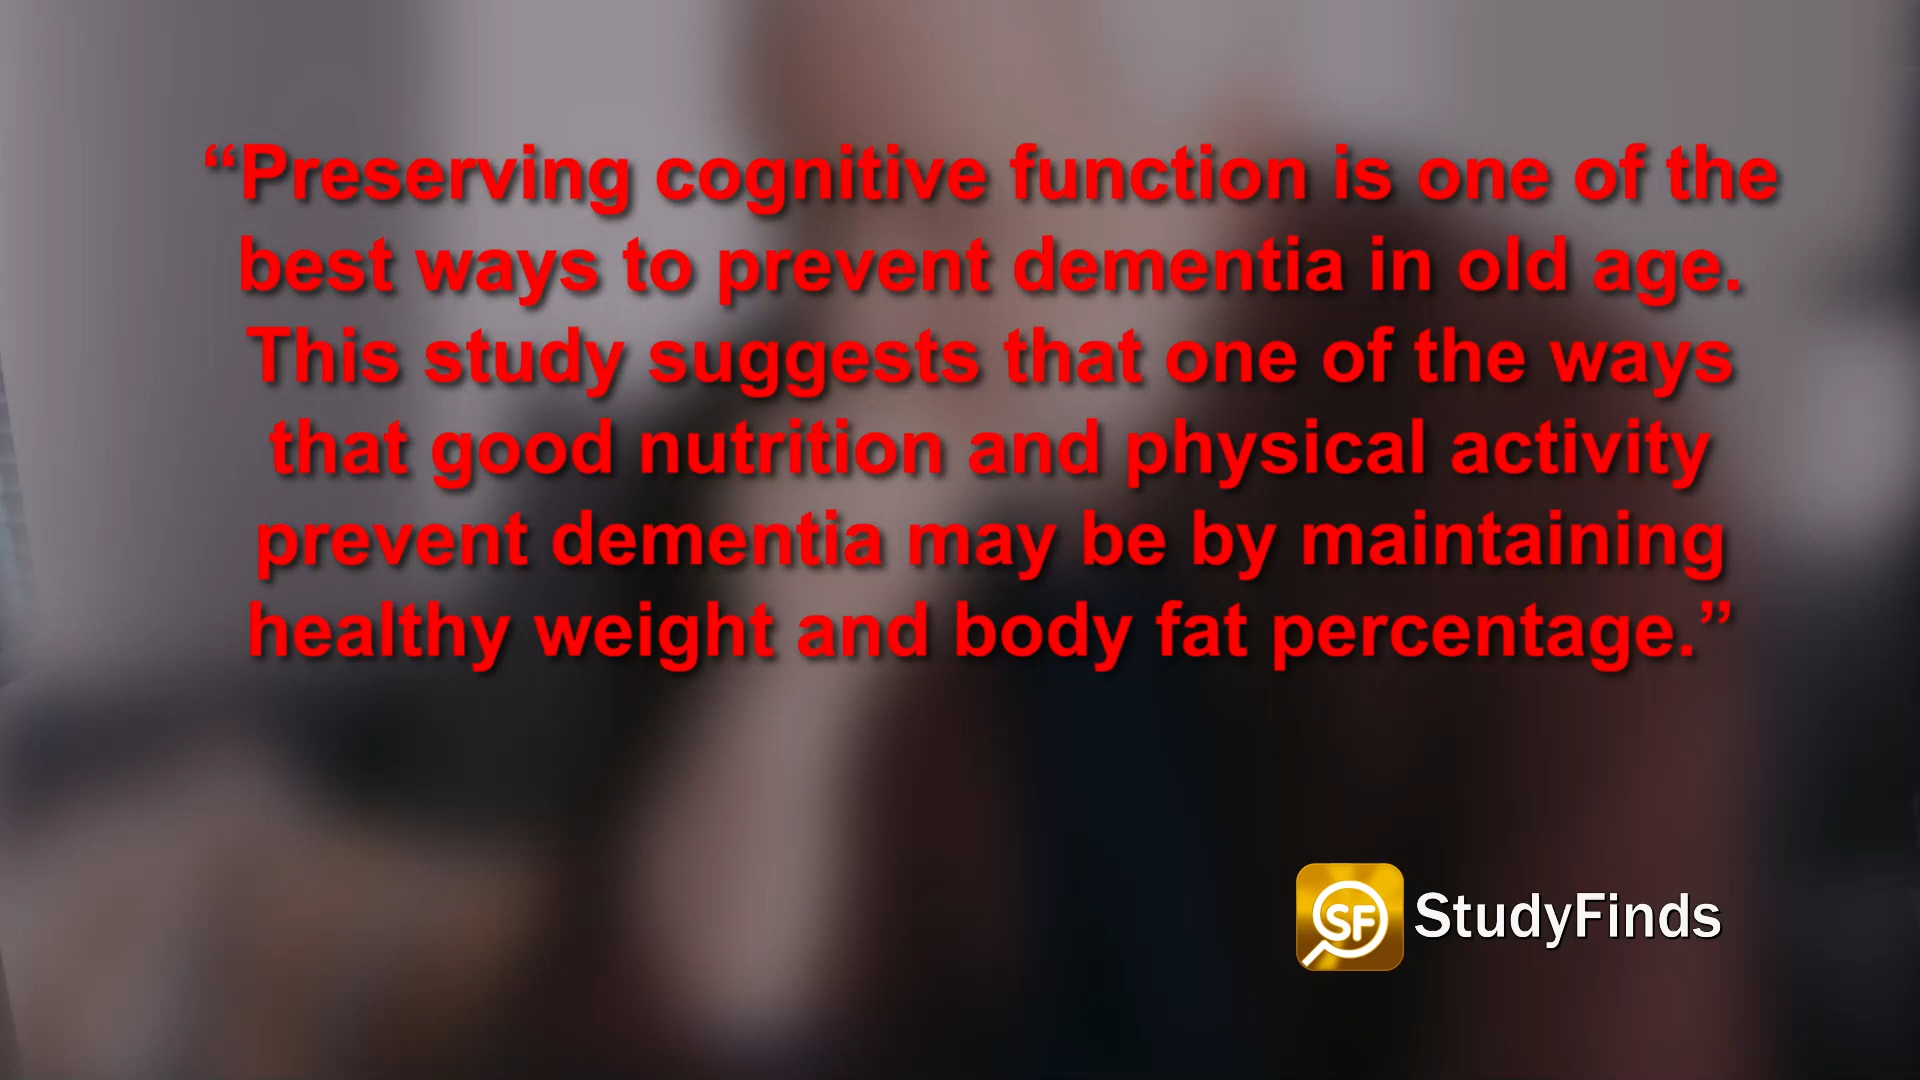 “Preserving cognitive function is one of the
best ways to prevent dementia in old age.
This study suggests that one of the ways
that good nutrition and physical activity
prevent dementia may be by maintaining
healthy weight and body fat percentage.”
SF StudyFinds